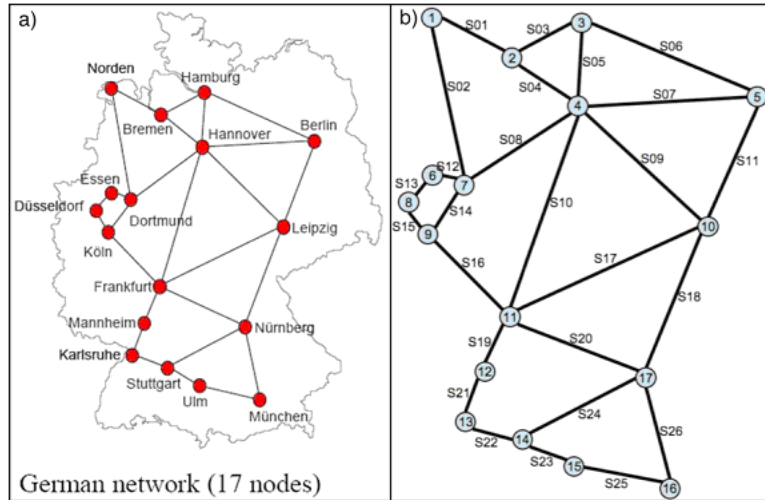 a)
Norden
Hamburg
Bremen
Hannover
Berlin
Essen
Düsseldorf
Dortmund
Köln
Leipzig
Frankfurt
Mannheim
Nürnberg
Karlsruhe
Stuttgart
Ulm
München
German network (17 nodes)
b)
1
S01
S03
3
2
S06
S05
S02
S04
S07
5
4
S08
S12
6
S11
S13
7
S09
8
S14
S10
S15
9
10
S17
S16
S18
11
S19
S20
12
17
S21
S24
13
S22
14
S26
S23
15
S25
16